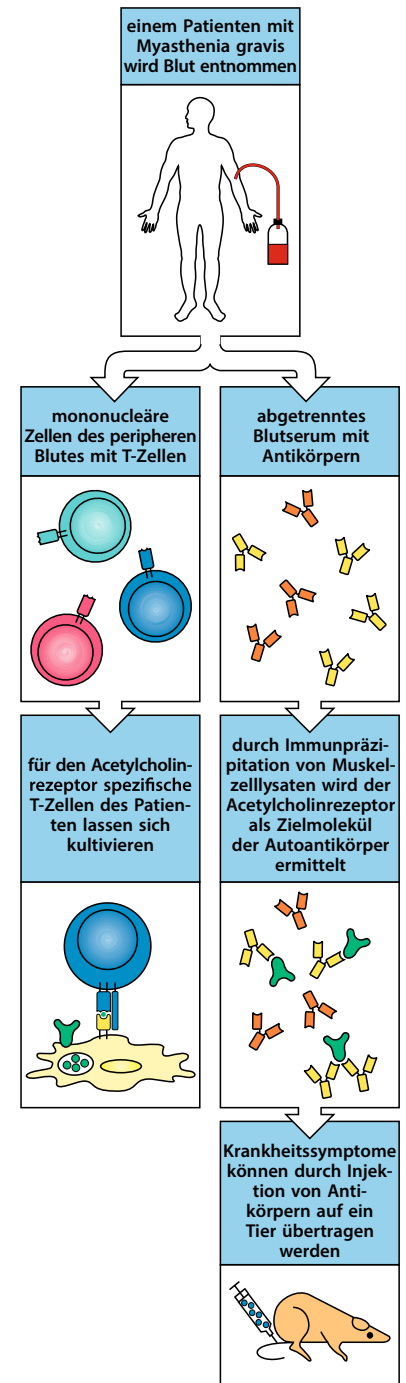 einem Patienten mit
Myasthenia gravis
wird Blut entnommen
mononucleäre
Zellen des peripheren
Blutes mit T-Zellen
abgetrenntes
Blutserum mit
Antikörpern
für den Acetylcholin-
rezeptor spezifische
T-Zellen des Patien-
ten lassen sich
kultivieren
durch Immunpräzi-
pitation von Muskel-
zelllysaten wird der
Acetylcholinrezeptor
als Zielmolekül
der Autoantikörper
ermittelt
Krankheitssymptome
können durch Injek-
tion von Anti-
körpern auf ein
Tier übertragen
werden